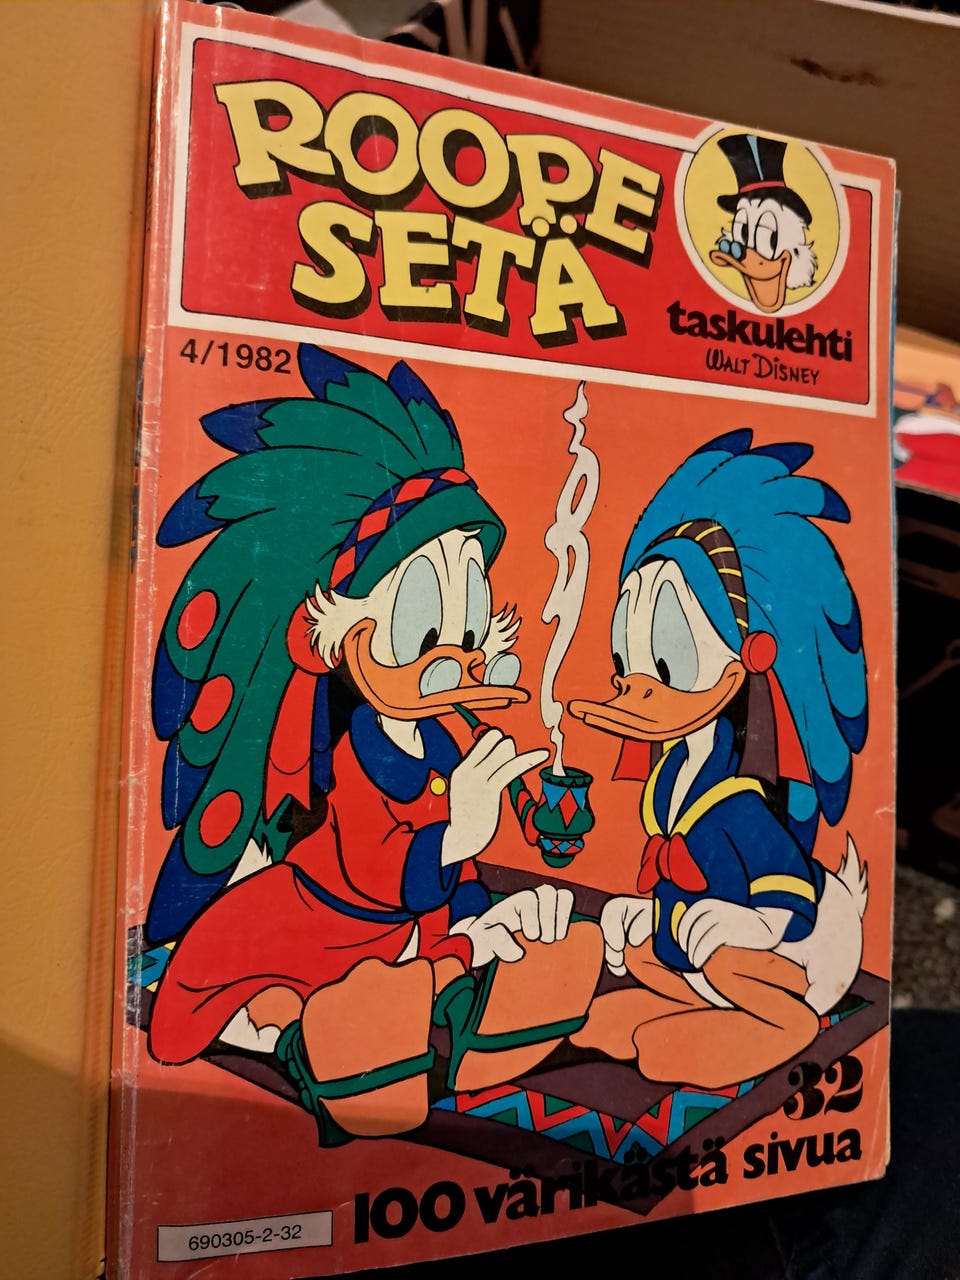 ROOPE
SETÄ
taskulehti
WALT DISNEY
4/1982
32
100 värikästä sivua
690305-2-32